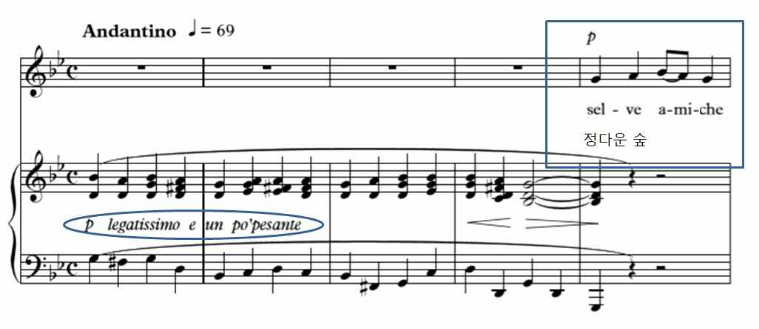 Andantino ♩= 69
p
sel - ve a-mi-che
정다운 숲
p legatissimo e un po'pesante